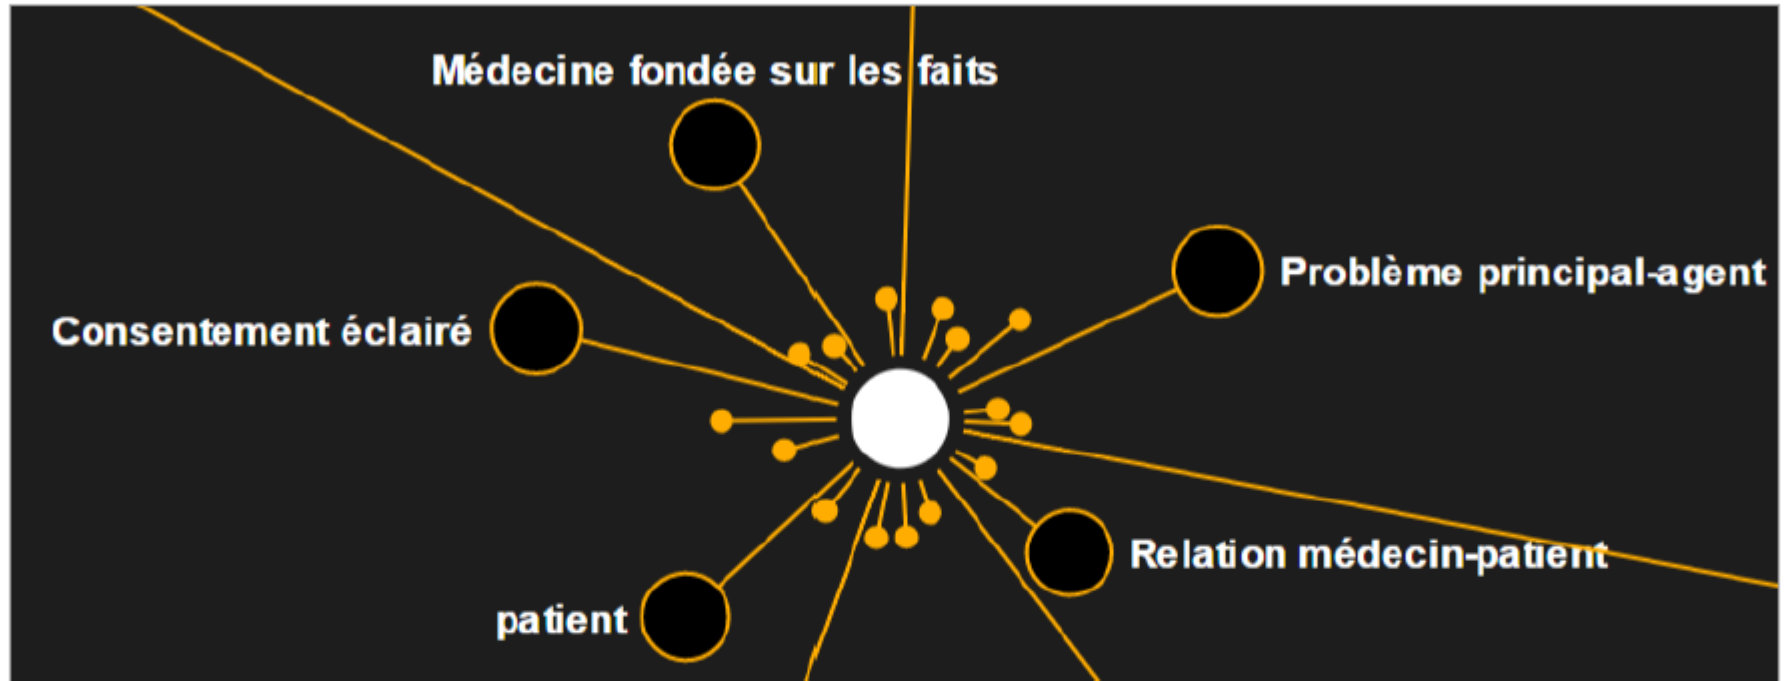 Médecine fondée sur les faits
Problème principal-agent
Consentement éclairé
Relation médecin-patient
patient